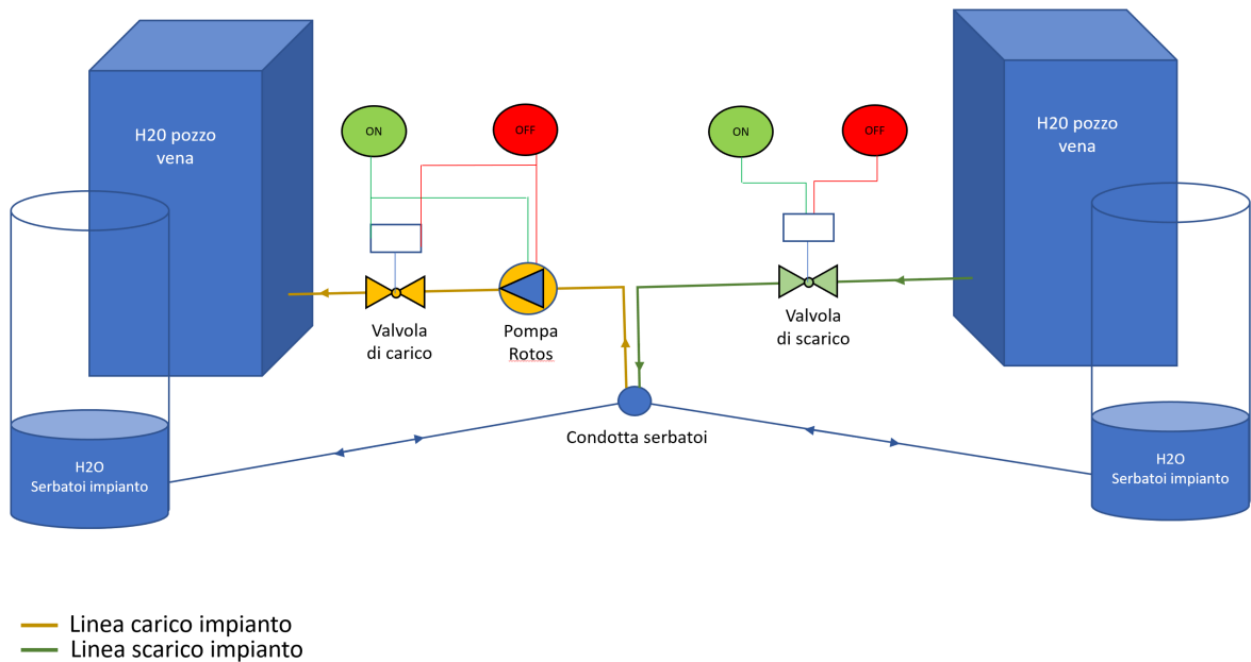 H20 pozzo
vena
ON
OFF
ON
OFF
H20 pozzo
vena
Valvola
di carico
Pompa
Rotos
Valvola
di scarico
Condotta serbatoi
H2O
Serbatoi impianto
H2O
Serbatoi impianto
Linea carico impianto
Linea scarico impianto